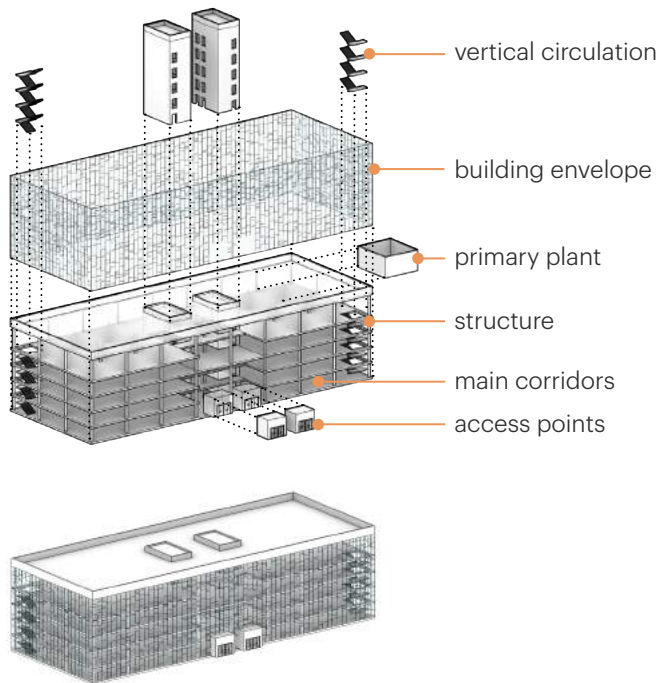 vertical circulation
building envelope
primary plant
structure
main corridors
access points